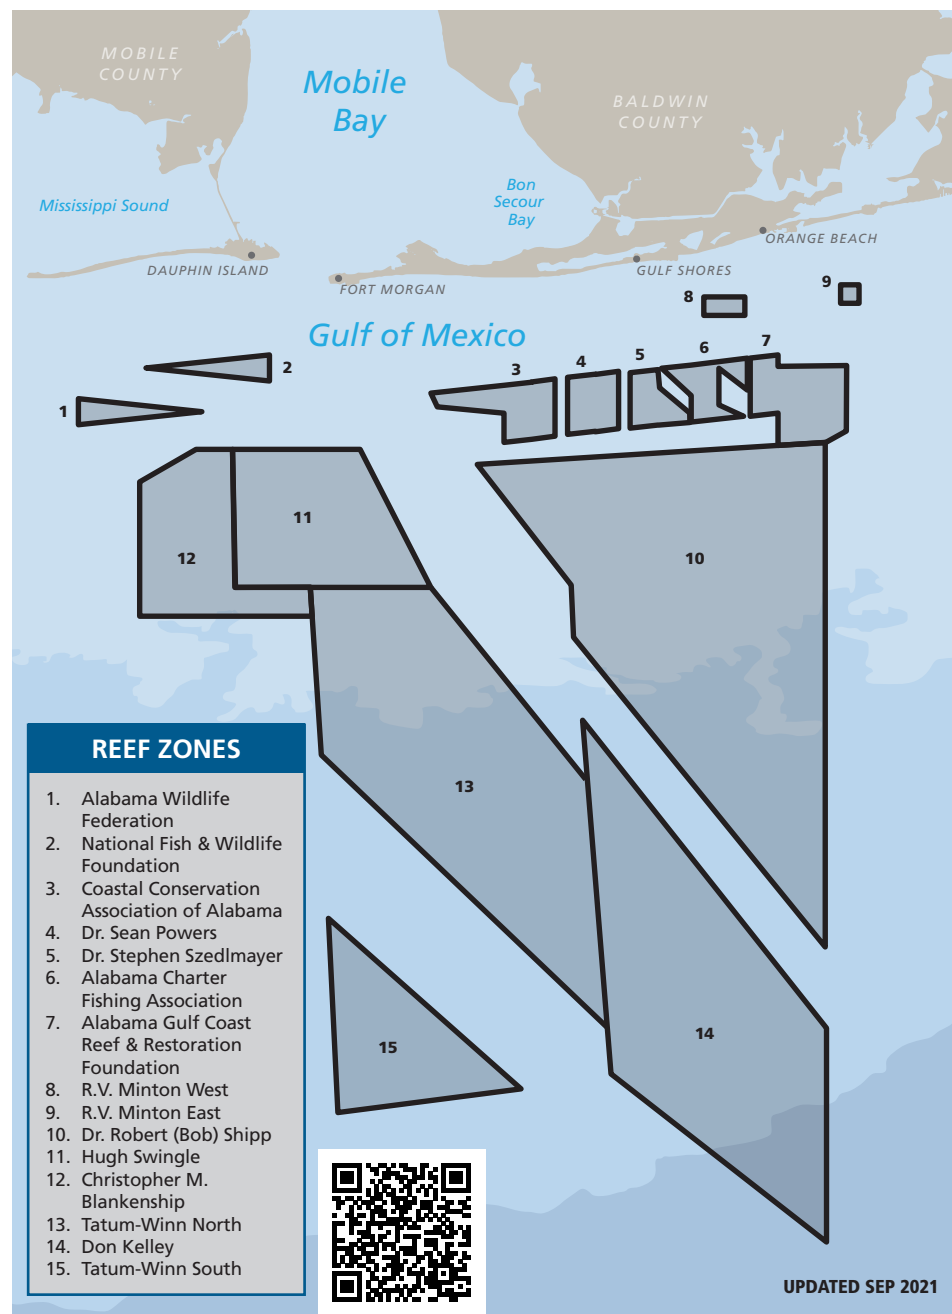 MOBILE
COUNTY
Mobile
Bay
BALDWIN
COUNTY
Mississippi Sound
Bon
Secour
Bay
ORANGE BEACH
DAUPHIN ISLAND
GULF SHORES
FORT MORGAN
9
8
Gulf of Mexico
7
6
5
4
3
2
1
11
12
10
13
14
15
REEF ZONES
1. Alabama Wildlife
Federation
2. National Fish & Wildlife
Foundation
3. Coastal Conservation
Association of Alabama
4. Dr. Sean Powers
5. Dr. Stephen Szedlmayer
6. Alabama Charter
Fishing Association
7. Alabama Gulf Coast
Reef & Restoration
Foundation
8. R.V. Minton West
9. R.V. Minton East
10. Dr. Robert (Bob) Shipp
11. Hugh Swingle
12. Christopher M.
Blankenship
13. Tatum-Winn North
14. Don Kelley
15. Tatum-Winn South
UPDATED SEP 2021